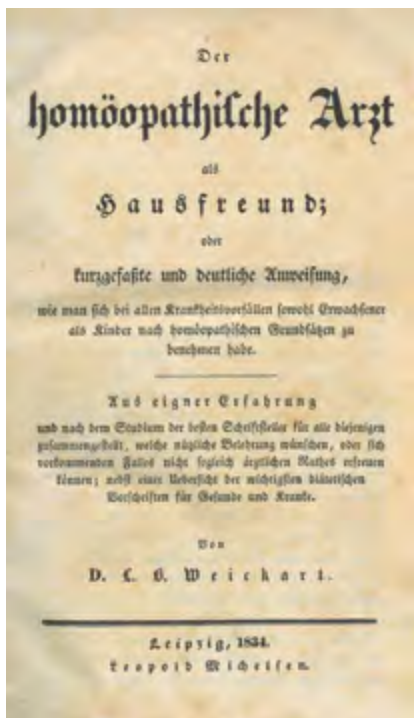 Der
homöopathische Arzt
als
Hausfreund;
oder
kurzgefaßte und deutliche Anweisung,
wie man sich bei allen Krankheitsvorfällen sowohl Erwachsener
als Kinder nach homöopathischen Grundsätzen zu
benehmen habe.
Aus eigner Erfahrung
und nach dem Studium der besten Schriftsteller für alle diejenigen
zusammengestellt, welche nützliche Belehrung wünschen, oder sich
vorkommenden Falles nicht sogleich ärztlichen Rathes erfreuen
können; nebst einer Uebersicht der wichtigsten diätetischen
Vorschriften für Gesunde und Kranke.
Von
D. L. B. Weickart.
Leipzig, 1834.
Leopold Michelsen.